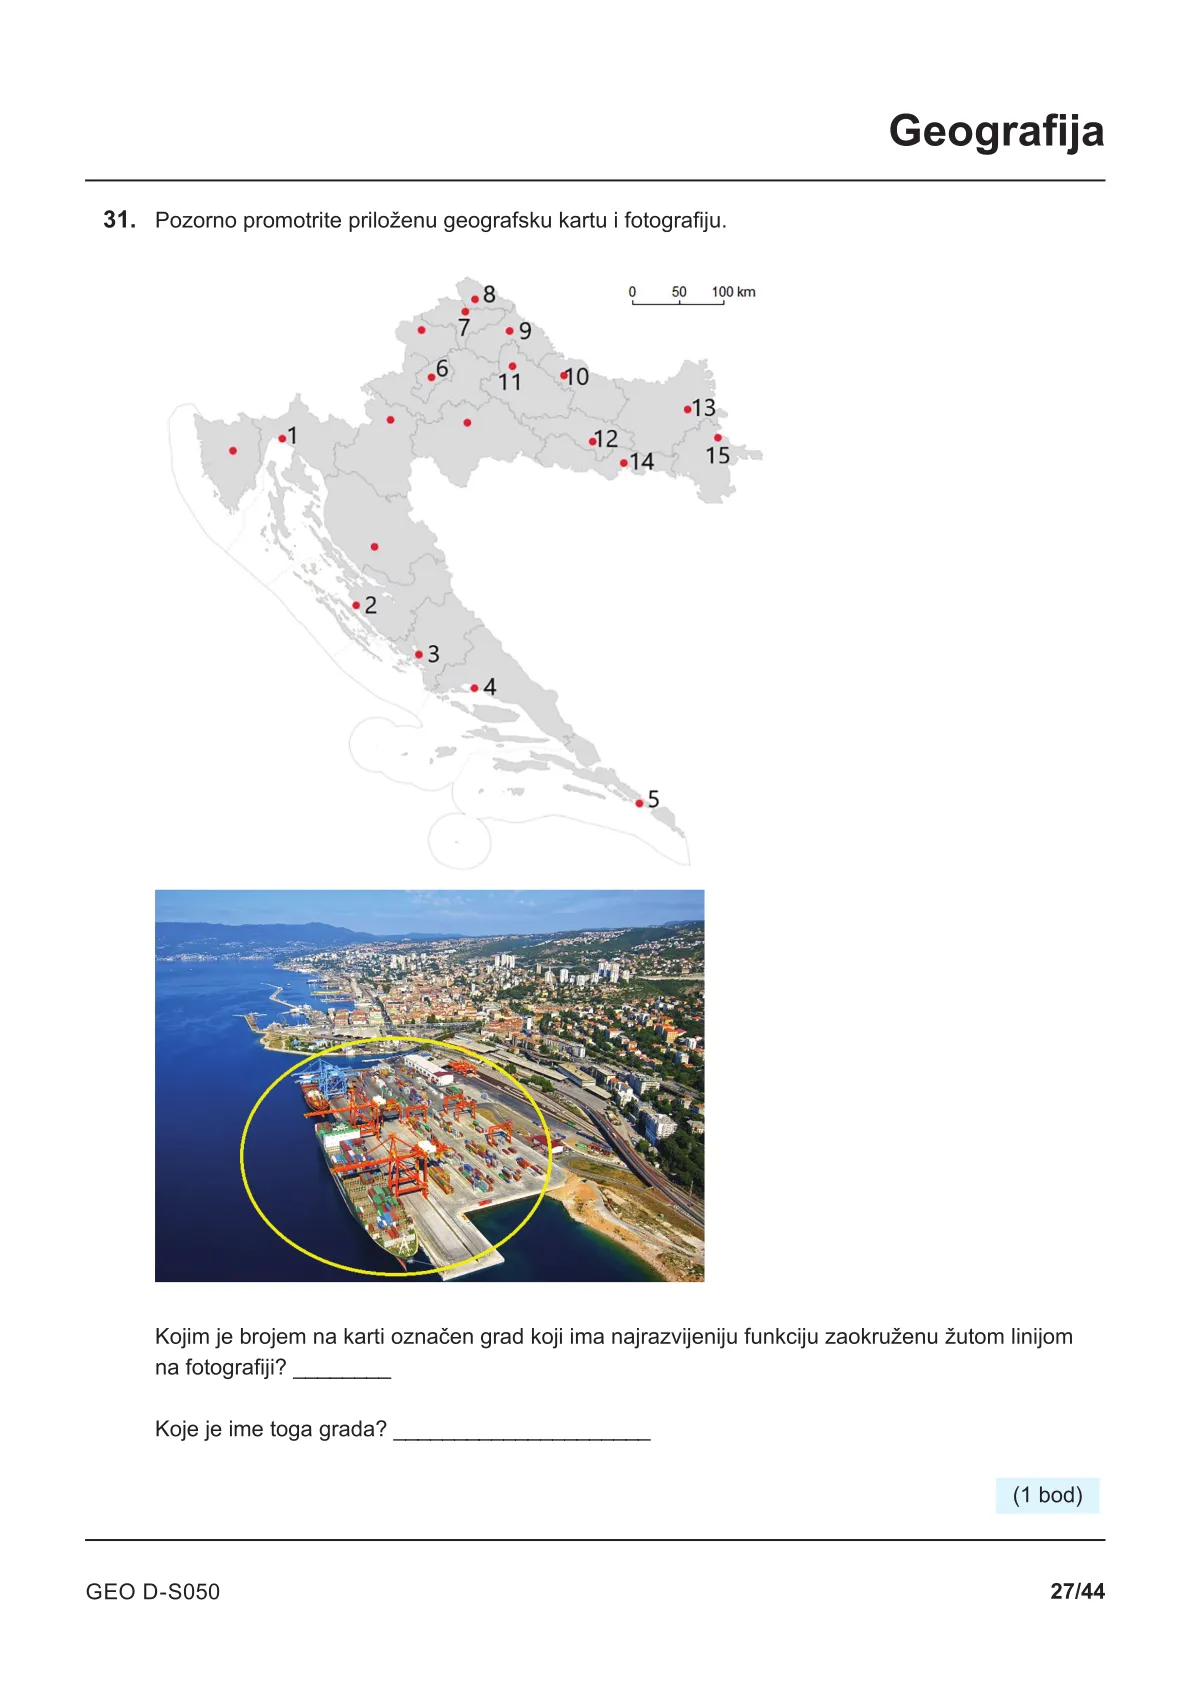 Geografija
31. Pozorno promotrite priloženu geografsku kartu i fotografiju.
0 50 100 km
8
7
9
6
11
10
13
1
12
15
14
2
3
4
5
Kojim je brojem na karti označen grad koji ima najrazvijeniju funkciju zaokruženu žutom linijom
na fotografiji? ________
Koje je ime toga grada? _____________________
(1 bod)
GEO D-S050
27/44